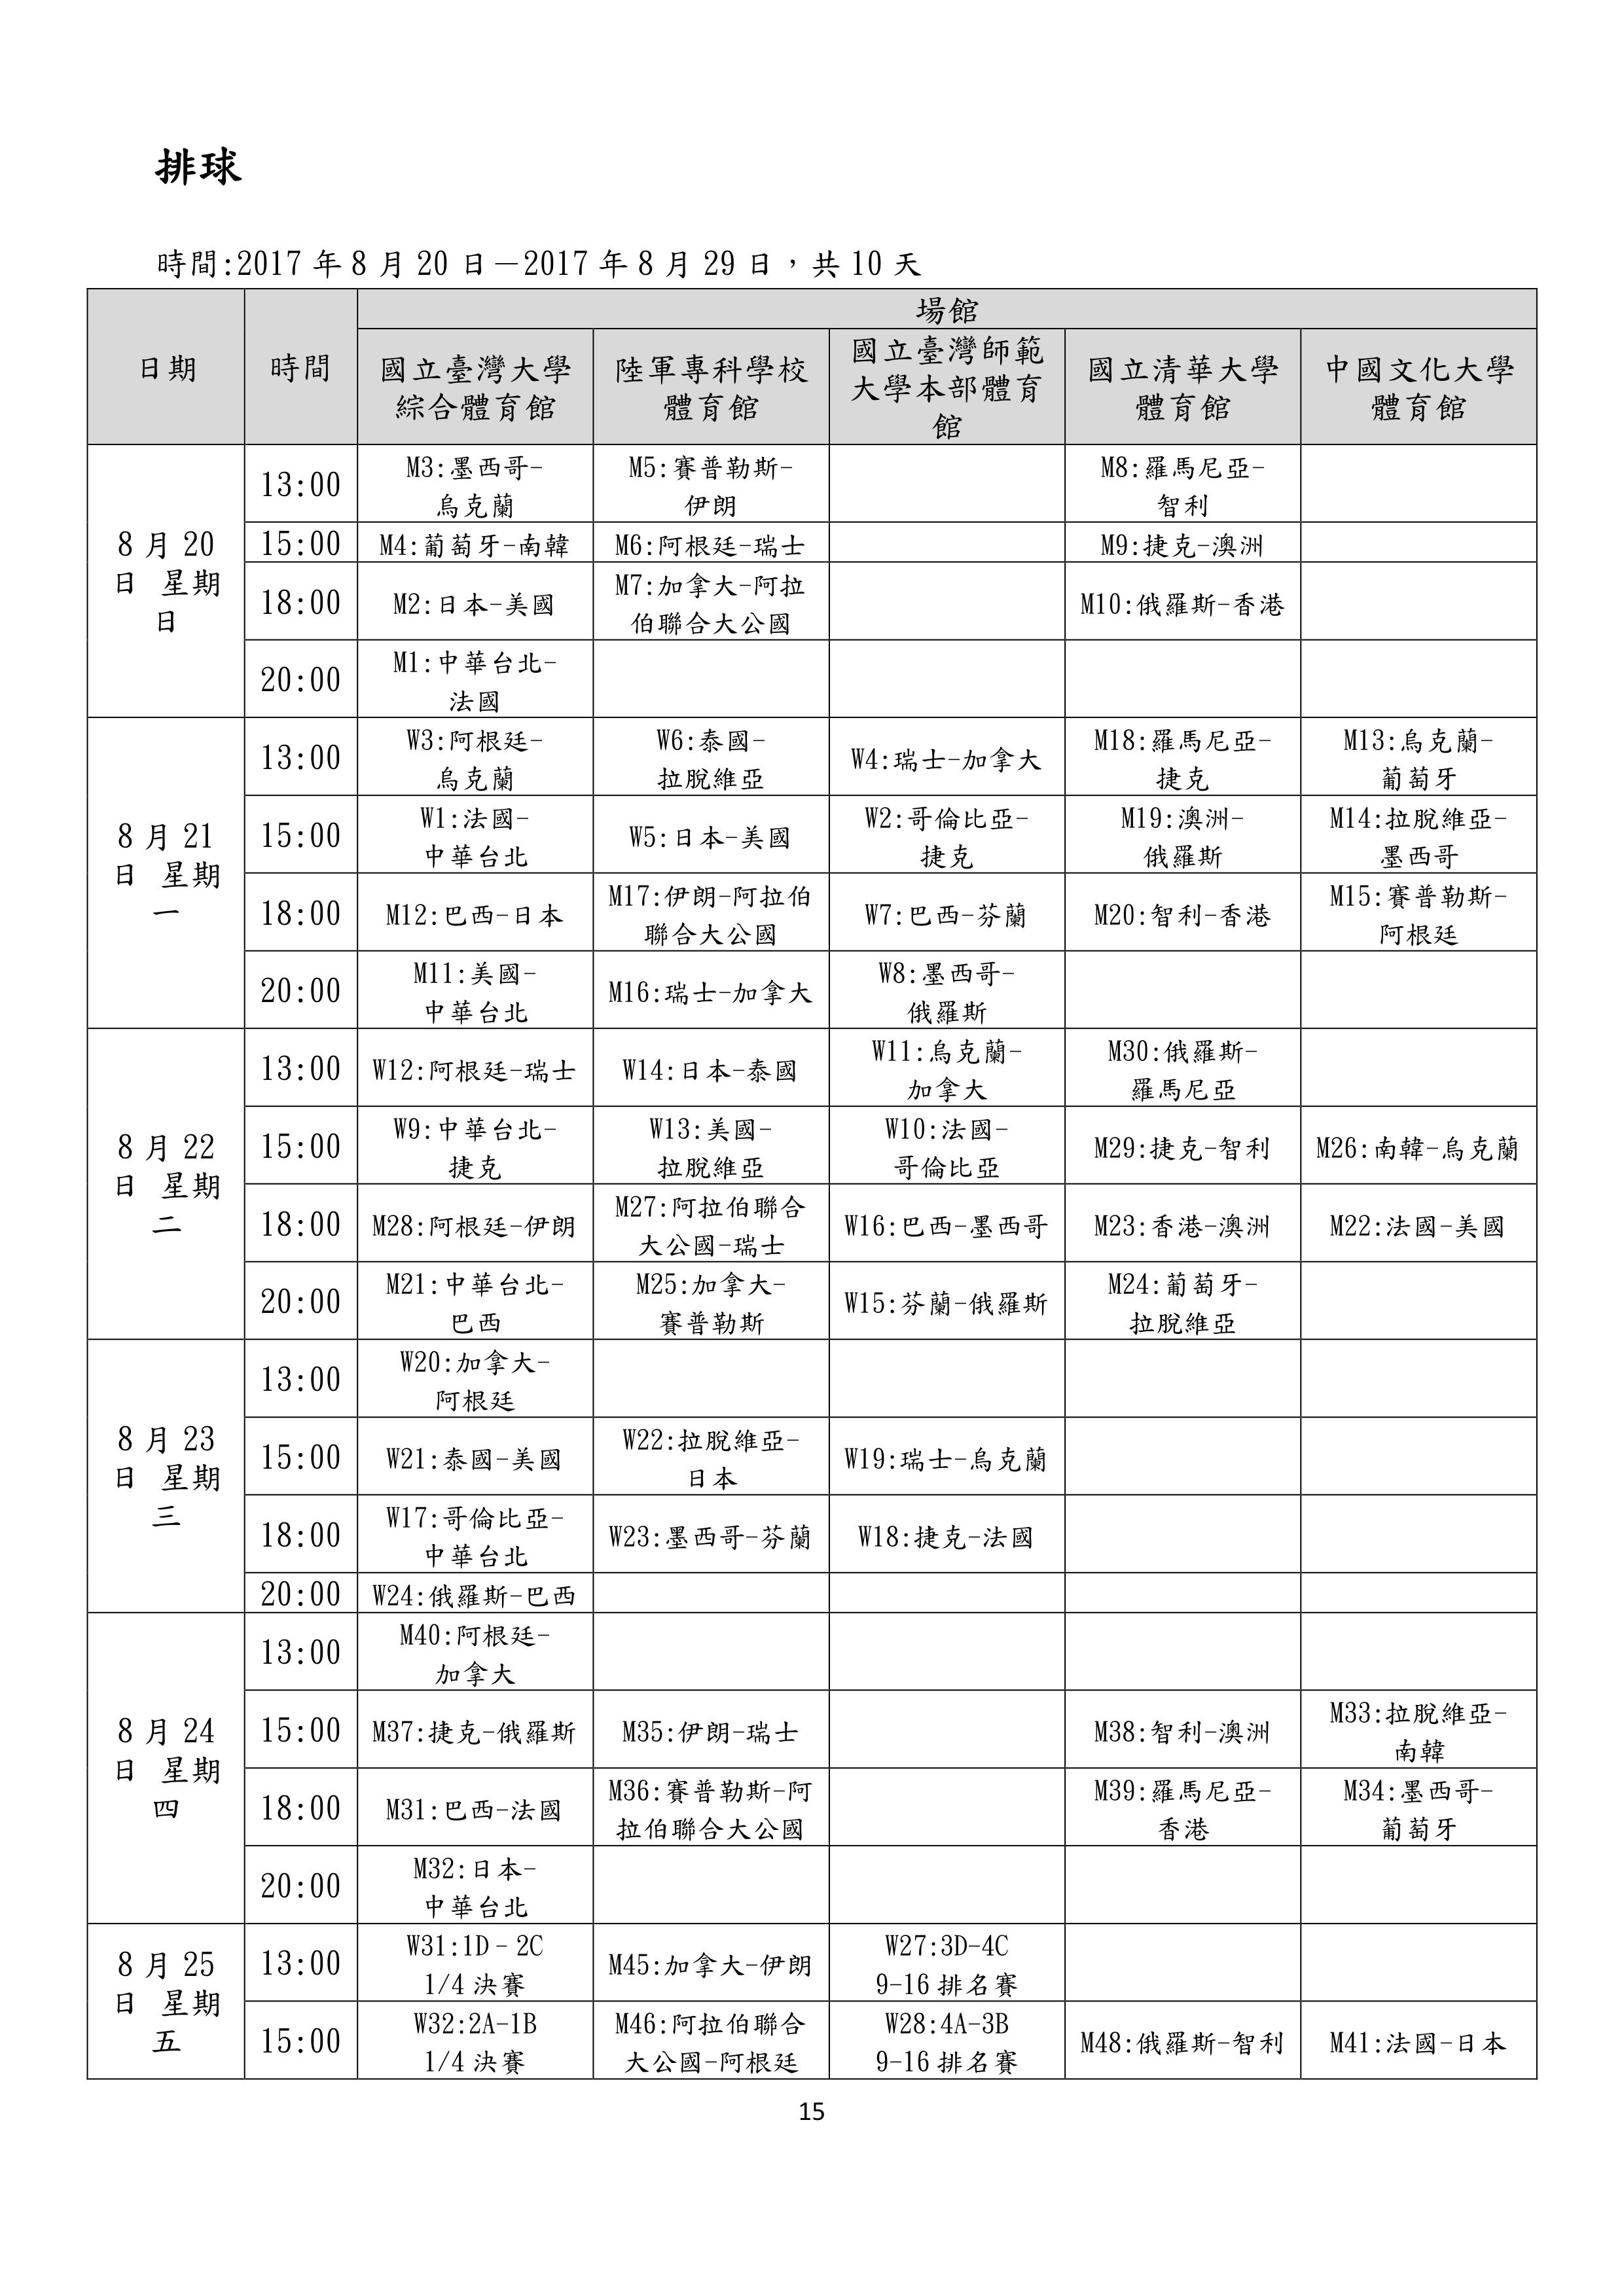 排球
時間:2017 年 8 月 20 日－2017 年 8 月 29 日，共 10 天
日期
時間
場館
國立臺灣大學
綜合體育館
陸軍專科學校
體育館
國立臺灣師範
大學本部體育
館
國立清華大學
體育館
中國文化大學
體育館
8 月 20
日 星期
日
13:00
M3:墨西哥-
烏克蘭
M5:賽普勒斯-
伊朗
M8:羅馬尼亞-
智利
15:00
M4:葡萄牙-南韓
M6:阿根廷-瑞士
M9:捷克-澳洲
18:00
M2:日本-美國
M7:加拿大-阿拉
伯聯合大公國
M10:俄羅斯-香港
20:00
M1:中華台北-
法國
8 月 21
日 星期
一
13:00
W3:阿根廷-
烏克蘭
W6:泰國-
拉脫維亞
W4:瑞士-加拿大
M18:羅馬尼亞-
捷克
M13:烏克蘭-
葡萄牙
15:00
W1:法國-
中華台北
W5:日本-美國
W2:哥倫比亞-
捷克
M19:澳洲-
俄羅斯
M14:拉脫維亞-
墨西哥
18:00
M12:巴西-日本
M17:伊朗-阿拉伯
聯合大公國
W7:巴西-芬蘭
M20:智利-香港
M15:賽普勒斯-
阿根廷
20:00
M11:美國-
中華台北
M16:瑞士-加拿大
W8:墨西哥-
俄羅斯
8 月 22
日 星期
二
13:00
W12:阿根廷-瑞士
W14:日本-泰國
W11:烏克蘭-
加拿大
M30:俄羅斯-
羅馬尼亞
15:00
W9:中華台北-
捷克
W13:美國-
拉脫維亞
W10:法國-
哥倫比亞
M29:捷克-智利
M26:南韓-烏克蘭
18:00
M28:阿根廷-伊朗
M27:阿拉伯聯合
大公國-瑞士
W16:巴西-墨西哥
M23:香港-澳洲
M22:法國-美國
20:00
M21:中華台北-
巴西
M25:加拿大-
賽普勒斯
W15:芬蘭-俄羅斯
M24:葡萄牙-
拉脫維亞
8 月 23
日 星期
三
13:00
W20:加拿大-
阿根廷
15:00
W21:泰國-美國
W22:拉脫維亞-
日本
W19:瑞士-烏克蘭
18:00
W17:哥倫比亞-
中華台北
W23:墨西哥-芬蘭
W18:捷克-法國
20:00
W24:俄羅斯-巴西
8 月 24
日 星期
四
13:00
M40:阿根廷-
加拿大
15:00
M37:捷克-俄羅斯
M35:伊朗-瑞士
M38:智利-澳洲
M33:拉脫維亞-
南韓
18:00
M31:巴西-法國
M36:賽普勒斯-阿
拉伯聯合大公國
M39:羅馬尼亞-
香港
M34:墨西哥-
葡萄牙
20:00
M32:日本-
中華台北
8 月 25
日 星期
五
13:00
W31:1D–2C
1/4 決賽
M45:加拿大-伊朗
W27:3D-4C
9-16 排名賽
15:00
W32:2A-1B
1/4 決賽
M46:阿拉伯聯合
大公國-阿根廷
W28:4A-3B
9-16 排名賽
M48:俄羅斯-智利
M41:法國-日本
15